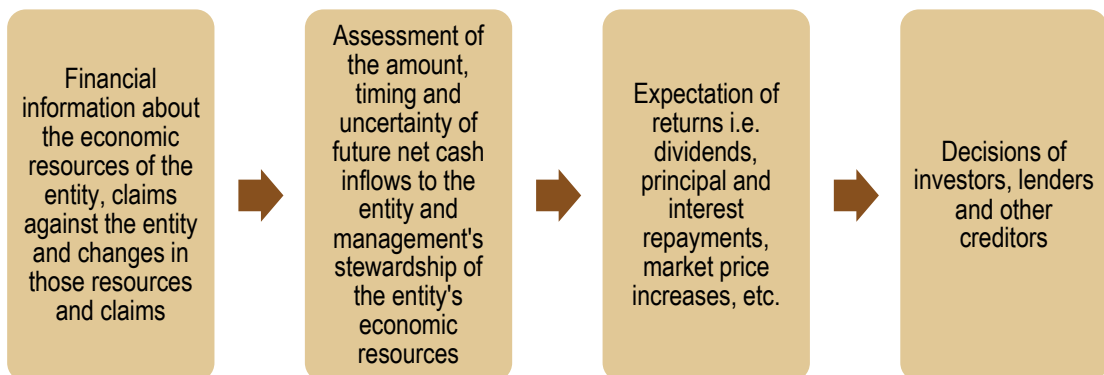 Financial
information about
the economic
resources of the
entity, claims
against the entity
and changes in
those resources
and claims
Assessment of
the amount,
timing and
uncertainty of
future net cash
inflows to the
entity and
management's
stewardship of
the entity's
economic
resources
Expectation of
returns i.e.
dividends,
principal and
interest
repayments,
market price
increases, etc.
Decisions of
investors, lenders
and other
creditors